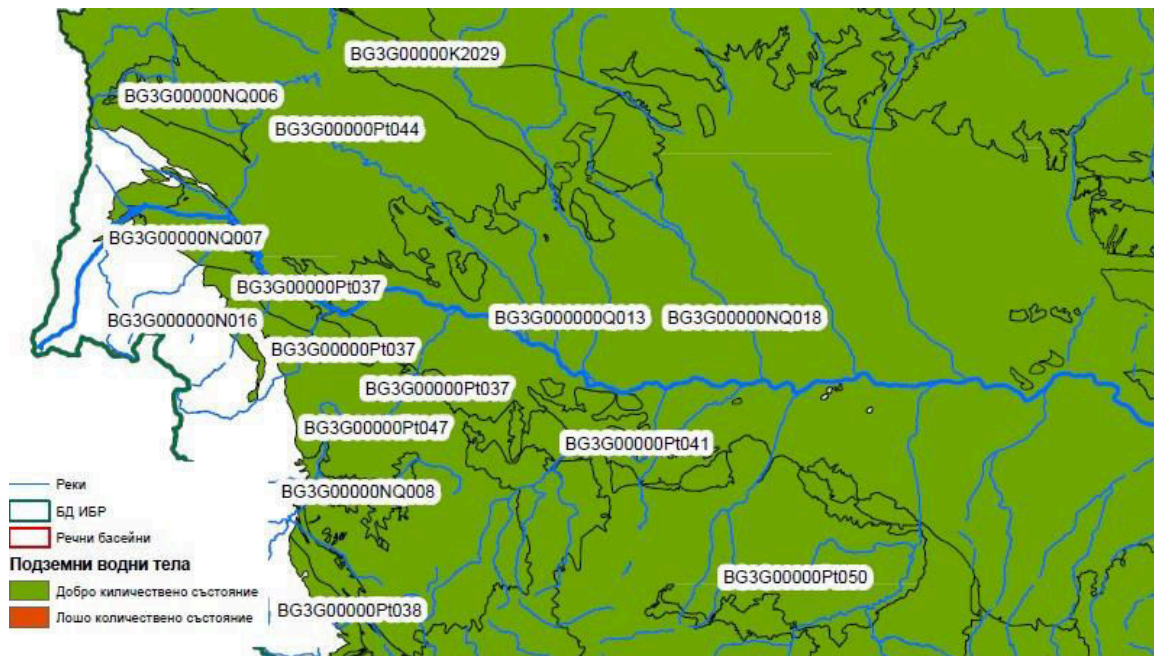 BG3G00000K2029
BG3G00000NQ006
BG3G00000Pt044
BG3G00000NQ007
BG3G00000Pt037
BG3G000000N016
BG3G000000Q013
BG3G00000NQ018
BG3G00000Pt037
BG3G00000Pt037
BG3G00000Pt047
BG3G00000Pt041
BG3G00000NQ008
BG3G00000Pt050
BG3G00000Pt038
Реки
БД ИБР
Речни басейни
Подземни водни тела
Добро киличествено състояние
Лошо количествено състояние